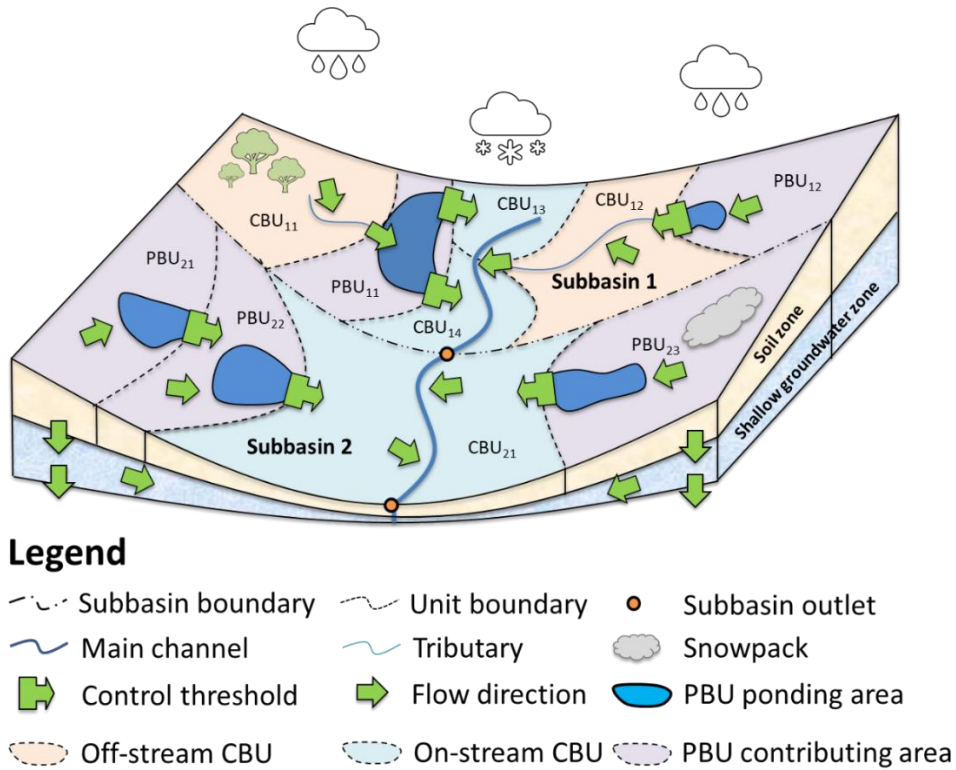 PBU₁₂
CBU₁₂
CBU₁₃
CBU₁₁
PBU₂₁
PBU₁₁
Subbasin 1
PBU₂₂
CBU₁₄
PBU₂₃
Soil zone
Shallow groundwater zone
Subbasin 2
CBU₂₁
Legend
Subbasin boundary
Unit boundary
Subbasin outlet
Main channel
Tributary
Snowpack
Control threshold
Flow direction
PBU ponding area
Off-stream CBU
On-stream CBU
PBU contributing area